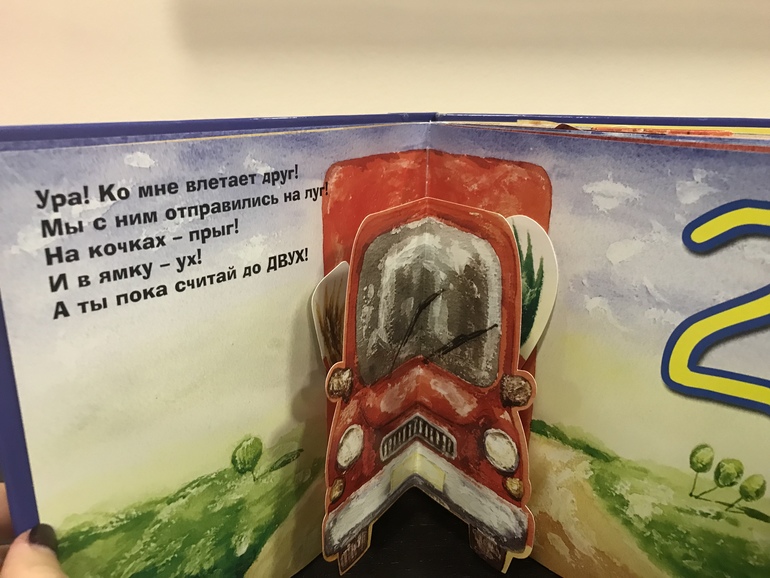 Ура! Ко мне влетает друг!
Мы с ним отправились на луг!
На кочках – прыг!
И в ямку – ух!
А ты пока считай до ДВУХ!
2